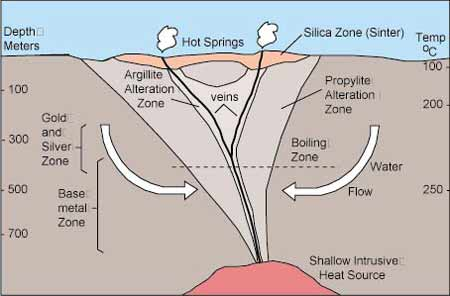 Depth
Meters
Hot Springs
Silica Zone (Sinter)
Temp
ºC
100
Argillite
Alteration
Zone
Propylite
Alteration
Zone
100
veins
200
Gold
and
Silver
Zone
300
Boiling
Zone
Water
Flow
500
250
Base
metal
Zone
700
Shallow Intrusive
Heat Source